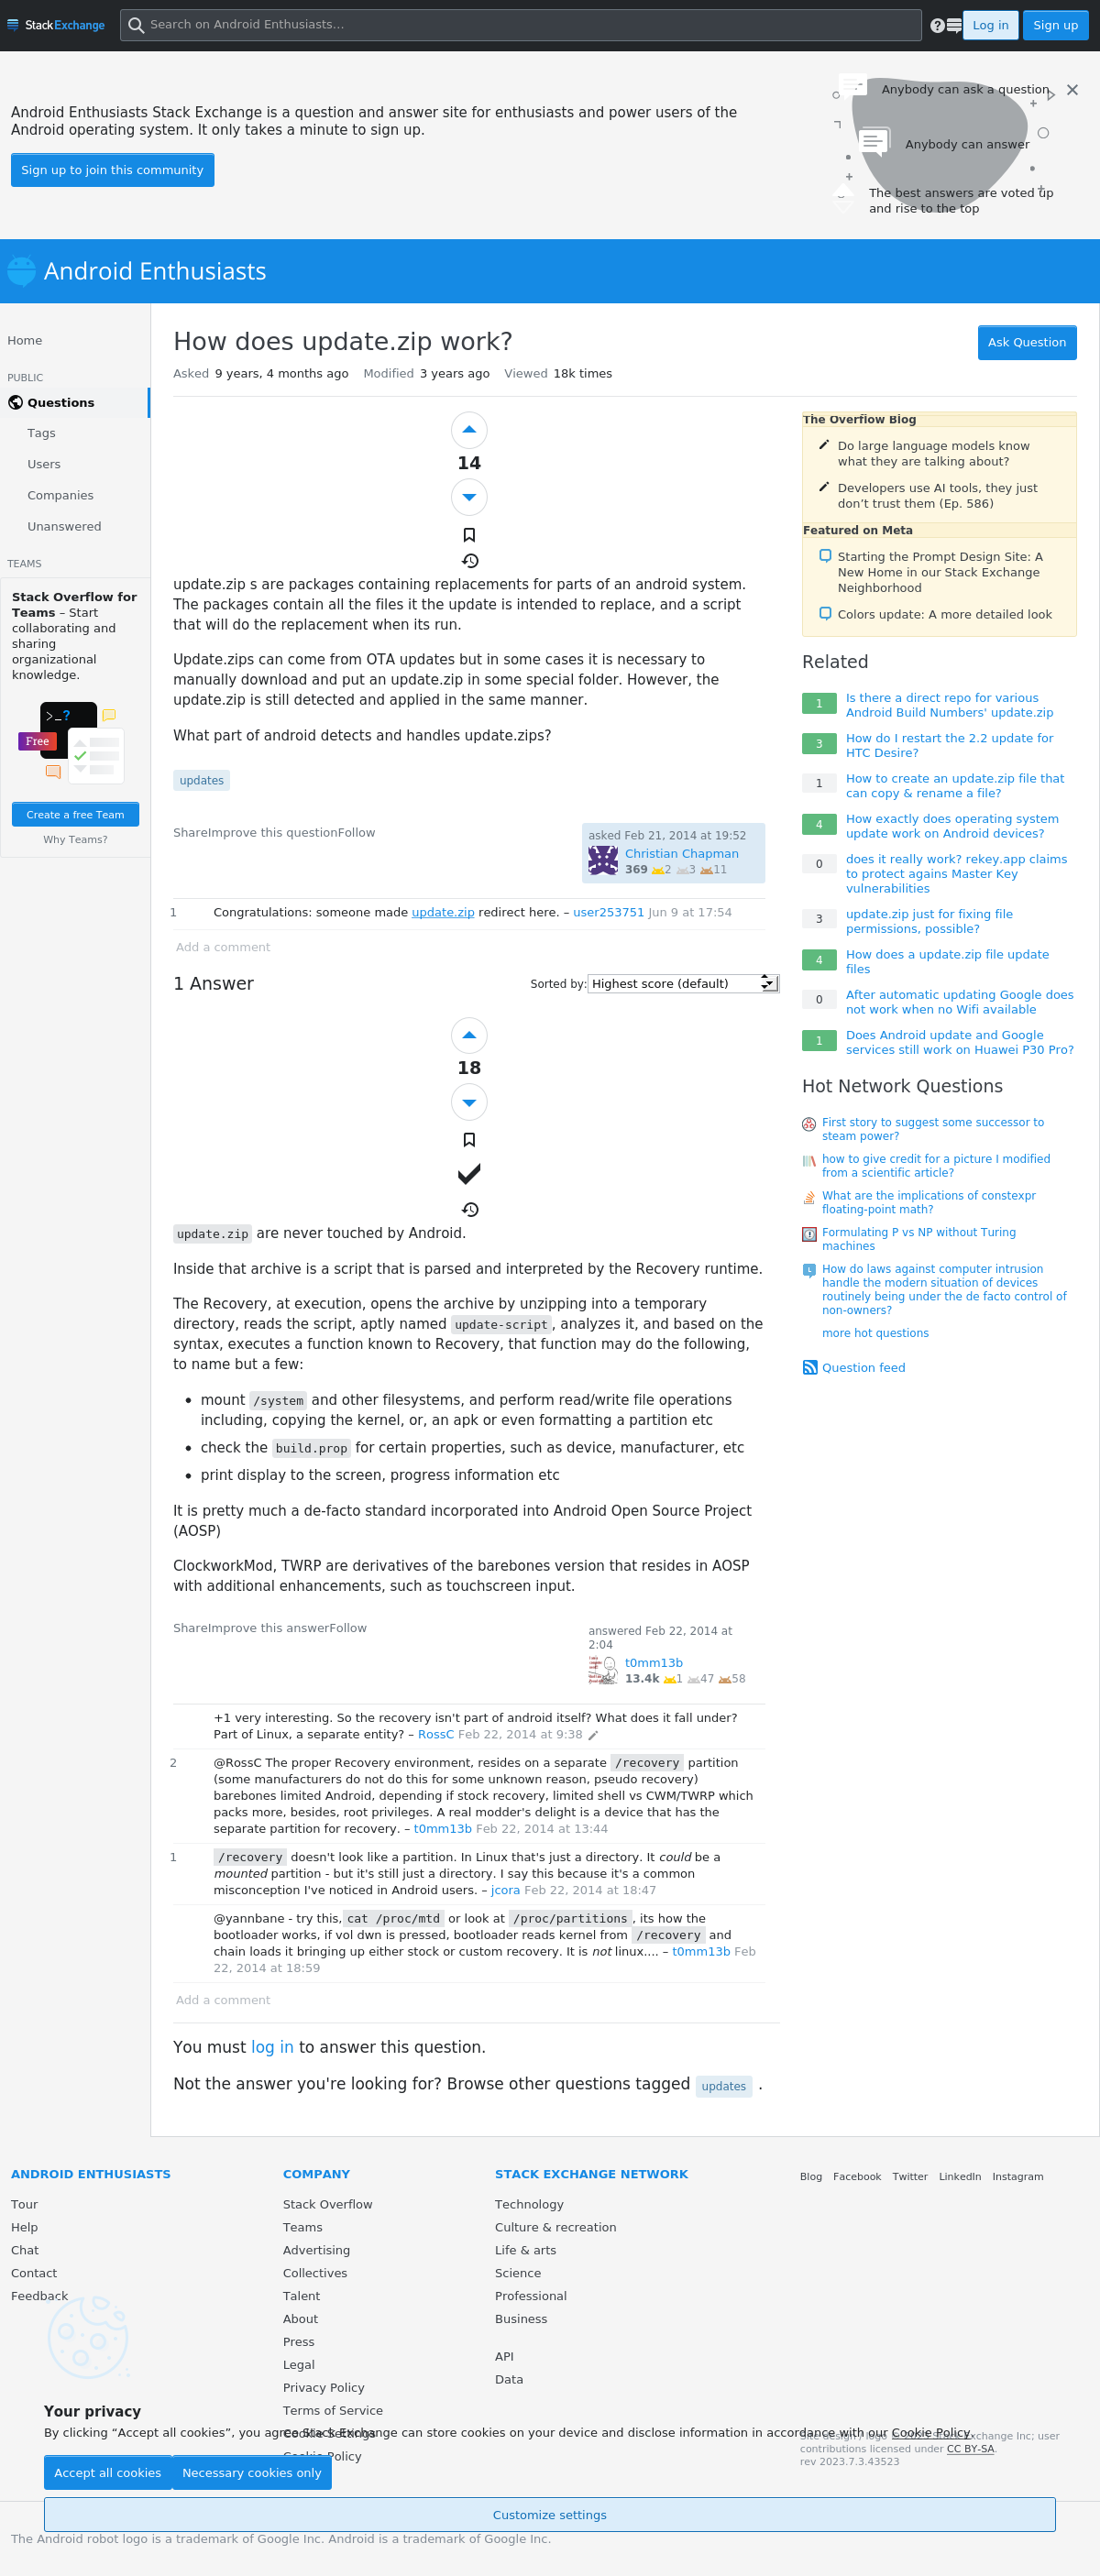 StackExchange
Search on Android Enthusiasts…
Log in
Sign up
Android Enthusiasts Stack Exchange is a question and answer site for enthusiasts and power users of the
Android operating system. It only takes a minute to sign up.
Sign up to join this community
Anybody can ask a question
Anybody can answer
The best answers are voted up
and rise to the top
Android Enthusiasts
Home
PUBLIC
Questions
Tags
Users
Companies
Unanswered
TEAMS
Stack Overflow for
Teams – Start
collaborating and
sharing
organizational
knowledge.
>_?
Free
Create a free Team
Why Teams?
How does update.zip work?
Ask Question
Asked 9 years, 4 months ago Modified 3 years ago Viewed 18k times
14
update.zip s are packages containing replacements for parts of an android system.
The packages contain all the files it the update is intended to replace, and a script
that will do the replacement when its run.
Update.zips can come from OTA updates but in some cases it is necessary to
manually download and put an update.zip in some special folder. However, the
update.zip is still detected and applied in the same manner.
What part of android detects and handles update.zips?
updates
ShareImprove this questionFollow
asked Feb 21, 2014 at 19:52
Christian Chapman
369 2 3 11
1 Congratulations: someone made update.zip redirect here. – user253751 Jun 9 at 17:54
Add a comment
1 Answer
Sorted by: Highest score (default)
18
update.zip are never touched by Android.
Inside that archive is a script that is parsed and interpreted by the Recovery runtime.
The Recovery, at execution, opens the archive by unzipping into a temporary
directory, reads the script, aptly named update-script, analyzes it, and based on the
syntax, executes a function known to Recovery, that function may do the following,
to name but a few:
• mount /system and other filesystems, and perform read/write file operations
including, copying the kernel, or, an apk or even formatting a partition etc
• check the build.prop for certain properties, such as device, manufacturer, etc
• print display to the screen, progress information etc
It is pretty much a de-facto standard incorporated into Android Open Source Project
(AOSP)
ClockworkMod, TWRP are derivatives of the barebones version that resides in AOSP
with additional enhancements, such as touchscreen input.
ShareImprove this answerFollow
answered Feb 22, 2014 at
2:04
t0mm13b
13.4k 1 47 58
+1 very interesting. So the recovery isn't part of android itself? What does it fall under?
Part of Linux, a separate entity? – RossC Feb 22, 2014 at 9:38
2 @RossC The proper Recovery environment, resides on a separate /recovery partition
(some manufacturers do not do this for some unknown reason, pseudo recovery)
barebones limited Android, depending if stock recovery, limited shell vs CWM/TWRP which
packs more, besides, root privileges. A real modder's delight is a device that has the
separate partition for recovery. – t0mm13b Feb 22, 2014 at 13:44
1 /recovery doesn't look like a partition. In Linux that's just a directory. It could be a
mounted partition - but it's still just a directory. I say this because it's a common
misconception I've noticed in Android users. – jcora Feb 22, 2014 at 18:47
@yannbane - try this, cat /proc/mtd or look at /proc/partitions, its how the
bootloader works, if vol dwn is pressed, bootloader reads kernel from /recovery and
chain loads it bringing up either stock or custom recovery. It is not linux.... – t0mm13b Feb
22, 2014 at 18:59
Add a comment
You must log in to answer this question.
Not the answer you're looking for? Browse other questions tagged updates .
The Overflow Blog
Do large language models know
what they are talking about?
Developers use AI tools, they just
don’t trust them (Ep. 586)
Featured on Meta
Starting the Prompt Design Site: A
New Home in our Stack Exchange
Neighborhood
Colors update: A more detailed look
Related
1 Is there a direct repo for various
Android Build Numbers' update.zip
3 How do I restart the 2.2 update for
HTC Desire?
1 How to create an update.zip file that
can copy & rename a file?
4 How exactly does operating system
update work on Android devices?
0 does it really work? rekey.app claims
to protect agains Master Key
vulnerabilities
3 update.zip just for fixing file
permissions, possible?
4 How does a update.zip file update
files
0 After automatic updating Google does
not work when no Wifi available
1 Does Android update and Google
services still work on Huawei P30 Pro?
Hot Network Questions
First story to suggest some successor to
steam power?
how to give credit for a picture I modified
from a scientific article?
What are the implications of constexpr
floating-point math?
Formulating P vs NP without Turing
machines
How do laws against computer intrusion
handle the modern situation of devices
routinely being under the de facto control of
non-owners?
more hot questions
Question feed
ANDROID ENTHUSIASTS
Tour
Help
Chat
Contact
Feedback
COMPANY
Stack Overflow
Teams
Advertising
Collectives
Talent
About
Press
Legal
Privacy Policy
Terms of Service
Cookie Settings
Cookie Policy
STACK EXCHANGE NETWORK
Technology
Culture & recreation
Life & arts
Science
Professional
Business
API
Data
Blog Facebook Twitter LinkedIn Instagram
Site design / logo © 2023 Stack Exchange Inc; user
contributions licensed under CC BY-SA.
rev 2023.7.3.43523
Your privacy
By clicking “Accept all cookies”, you agree Stack Exchange can store cookies on your device and disclose information in accordance with our Cookie Policy.
Accept all cookies
Necessary cookies only
Customize settings
The Android robot logo is a trademark of Google Inc. Android is a trademark of Google Inc.